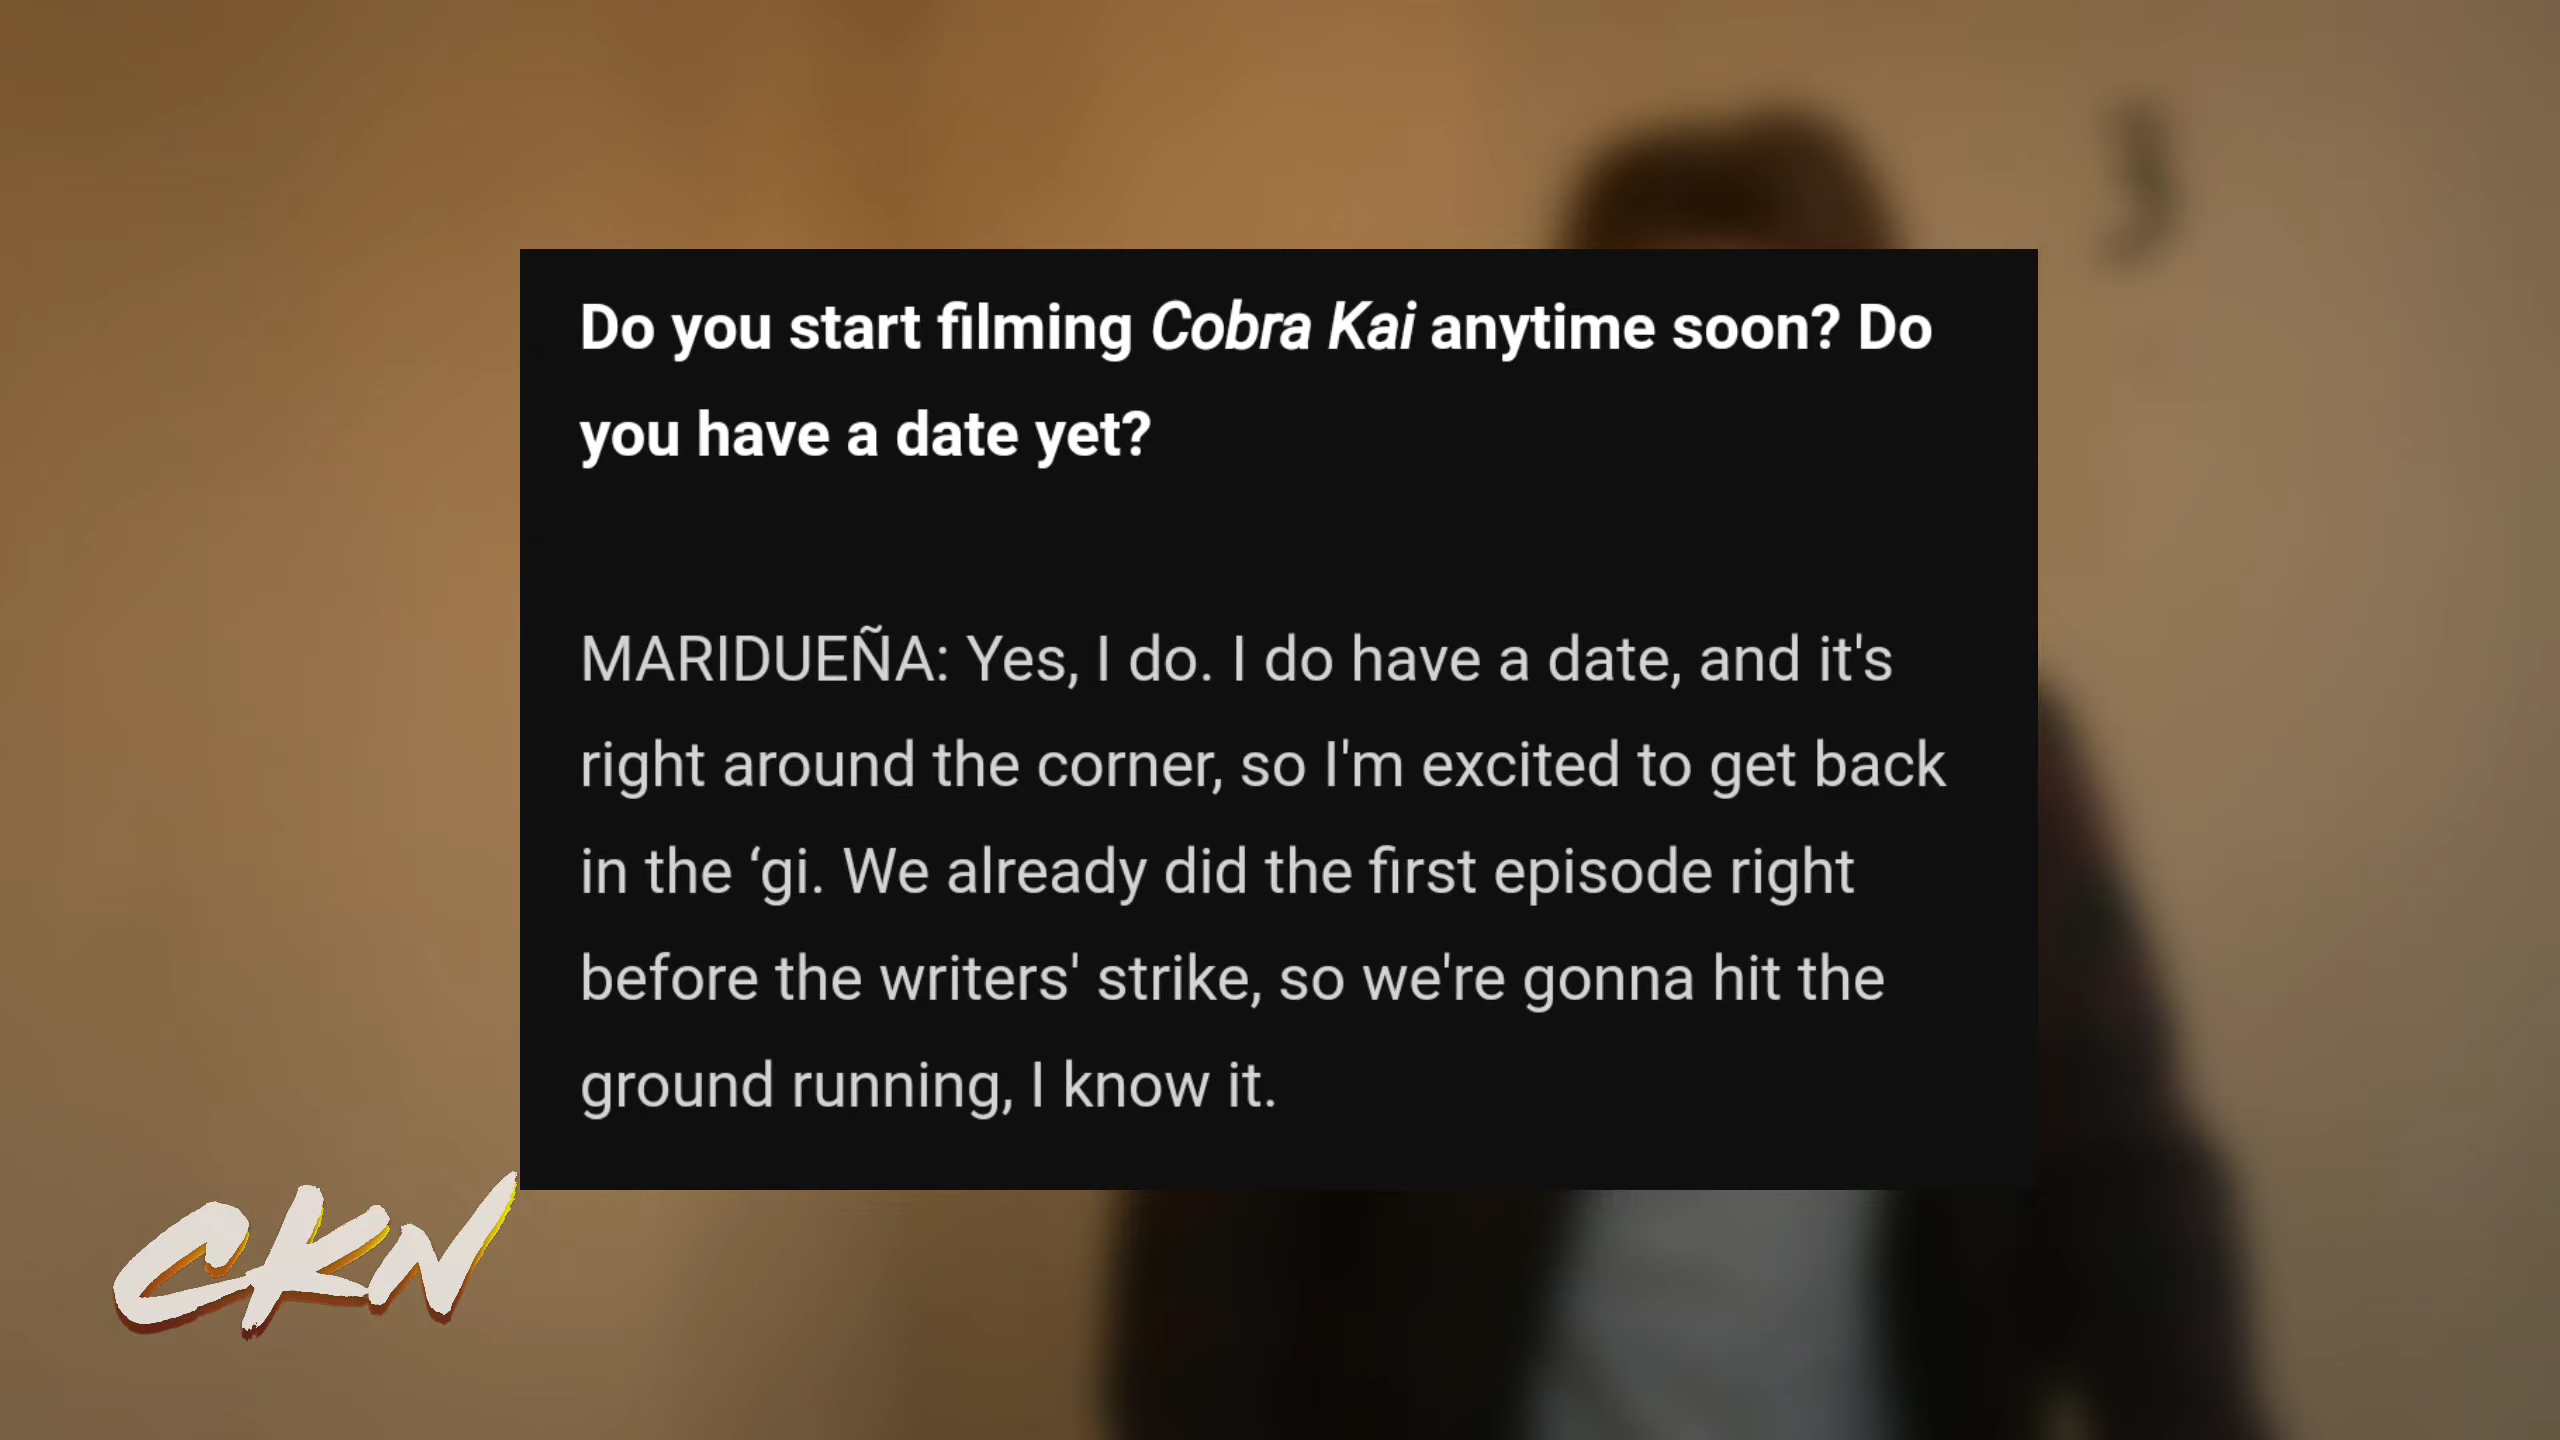 Do you start filming Cobra Kai anytime soon? Do
you have a date yet?
MARIDUEÑA: Yes, I do. I do have a date, and it's
right around the corner, so I'm excited to get back
in the ‘gi. We already did the first episode right
before the writers' strike, so we're gonna hit the
ground running, I know it.
CKN